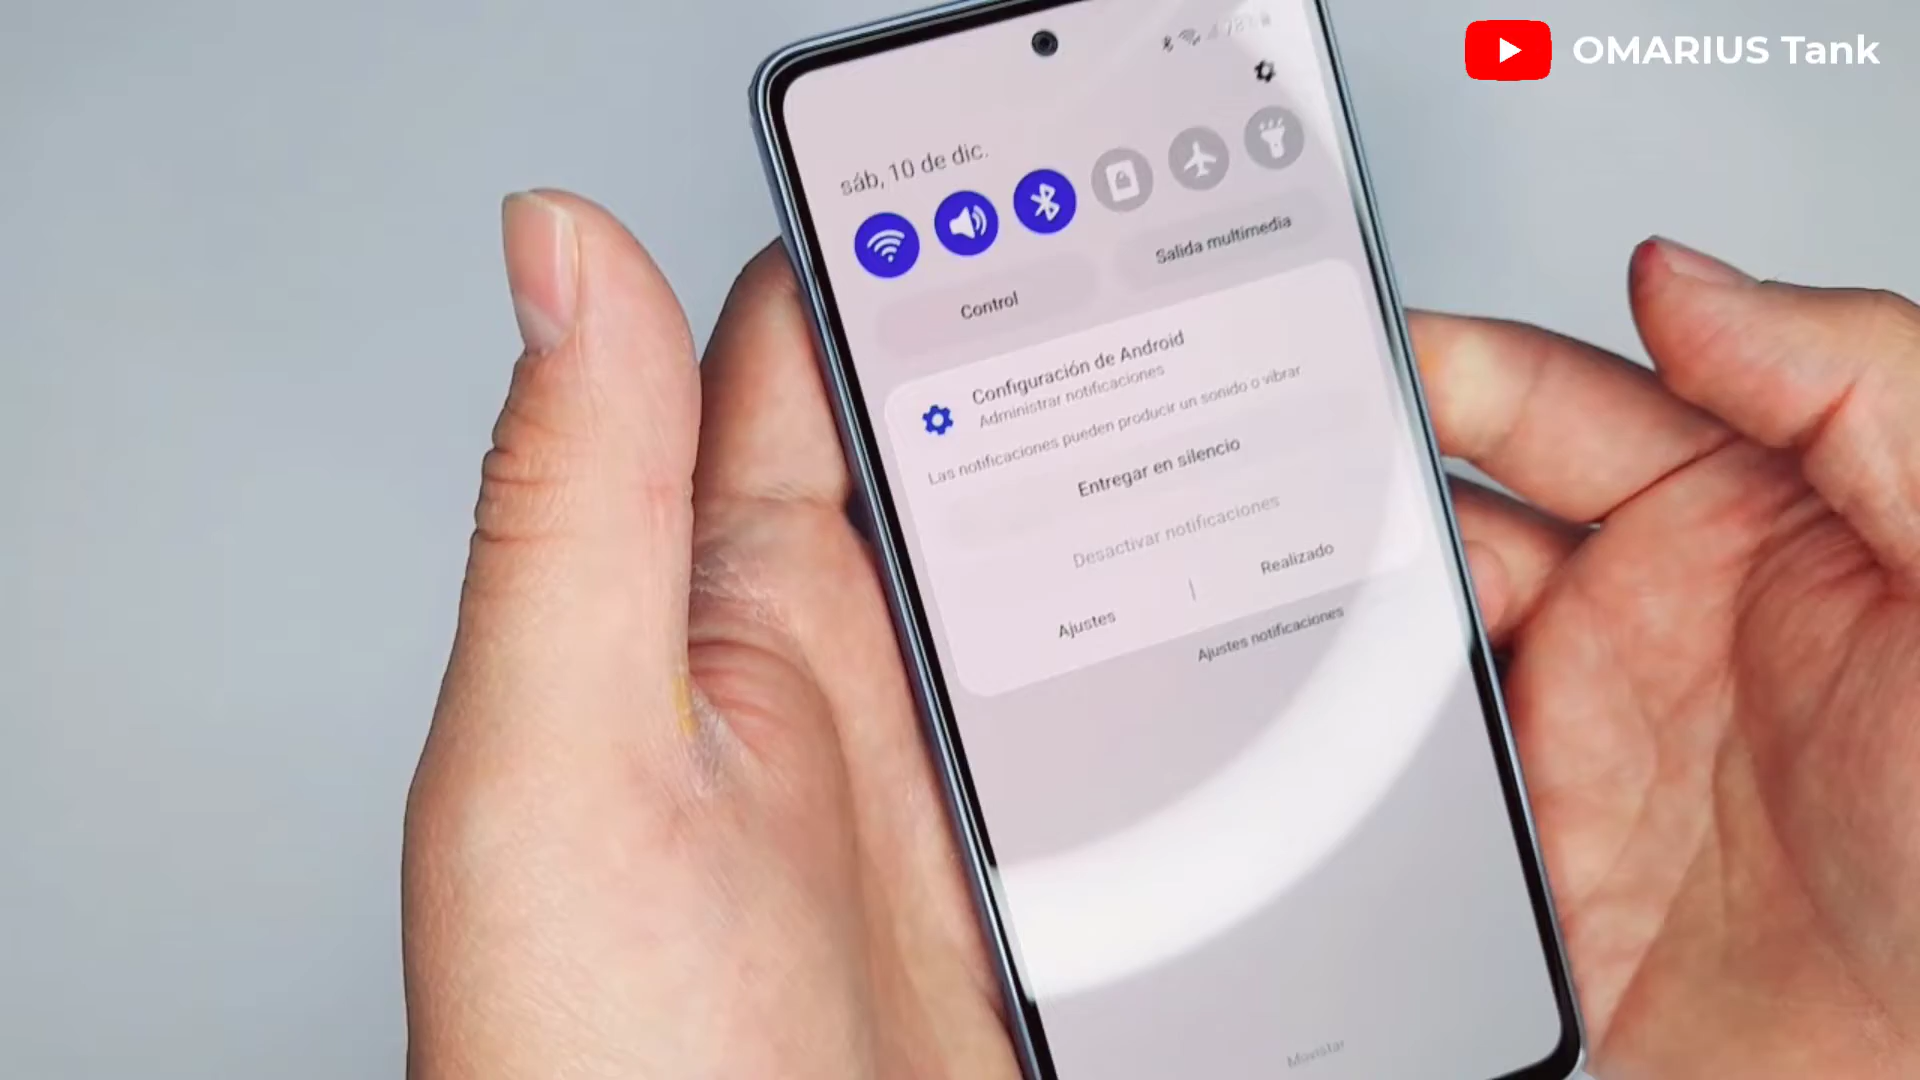 OMARIUS Tank
sáb, 10 de dic.
Control
Salida multimedia
Configuración de Android
Administrar notificaciones
Las notificaciones pueden producir un sonido o vibrar
Entregar en silencio
Desactivar notificaciones
Ajustes
Realizado
Ajustes notificaciones
Movistar